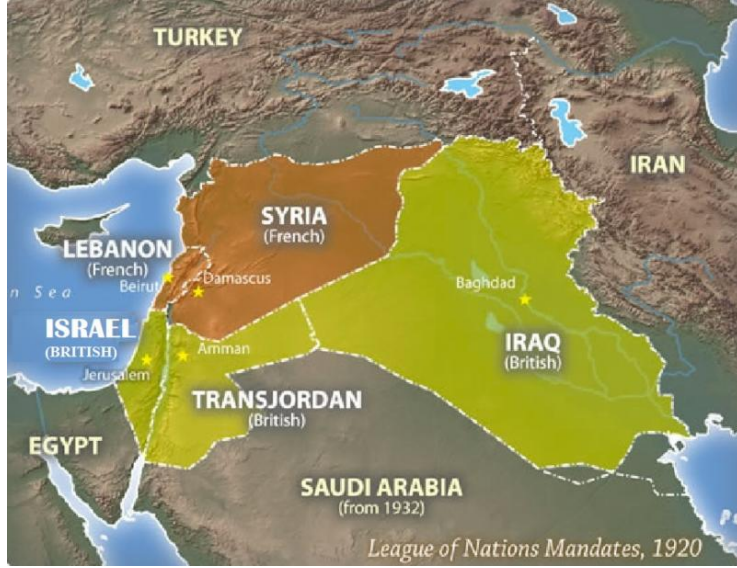 TURKEY
IRAN
SYRIA
(French)
LEBANON
(French)
Beirut
Damascus
Baghdad
n Sea
ISRAEL
(BRITISH)
Jerusalem
Amman
IRAQ
(British)
TRANSJORDAN
(British)
EGYPT
SAUDI ARABIA
(from 1932)
League of Nations Mandates, 1920